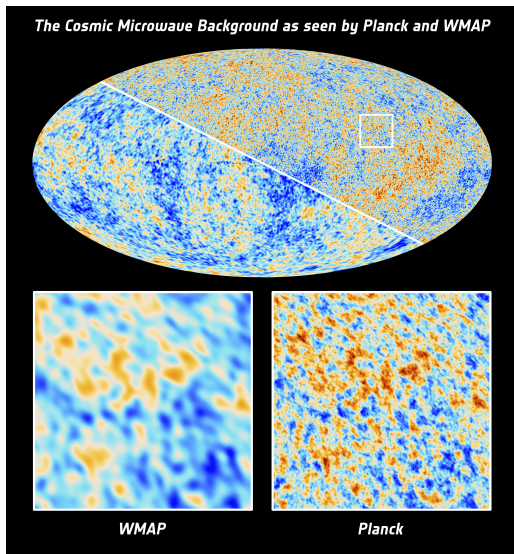 The Cosmic Microwave Background as seen by Planck and WMAP
WMAP
Planck